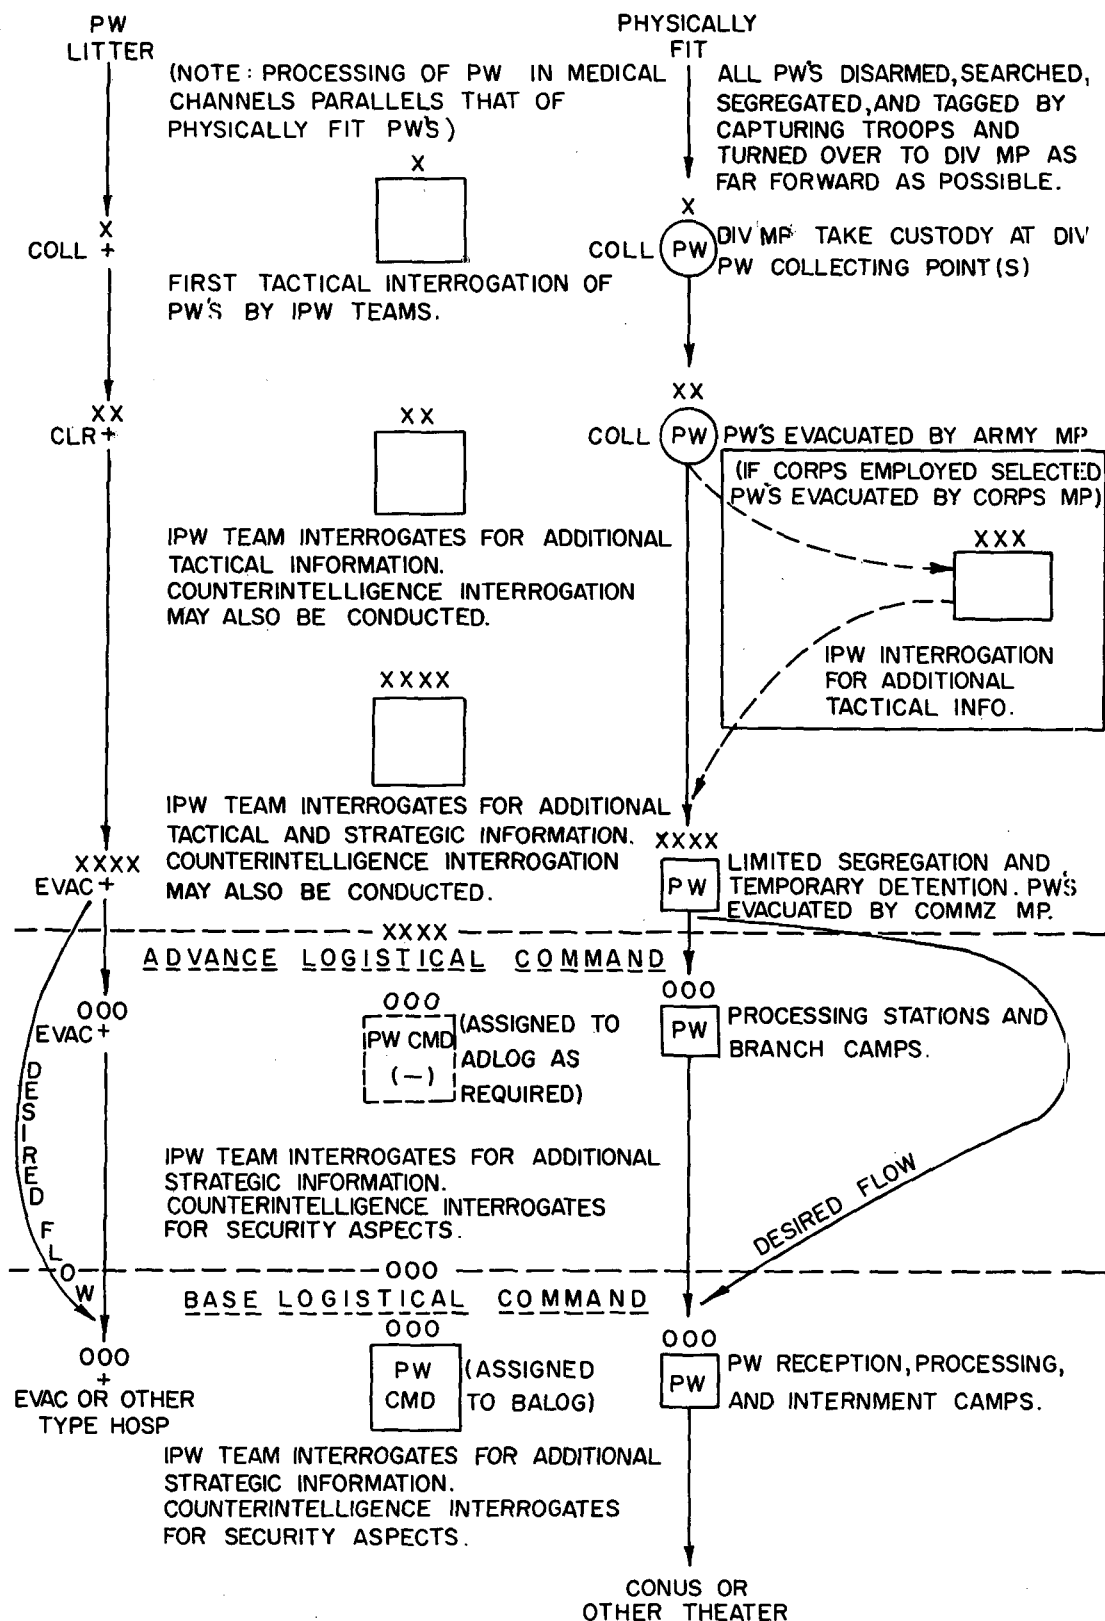 PW
LITTER
(NOTE: PROCESSING OF PW IN MEDICAL
CHANNELS PARALLELS THAT OF
PHYSICALLY FIT PW'S)
PHYSICALLY
FIT
ALL PW'S DISARMED, SEARCHED,
SEGREGATED, AND TAGGED BY
CAPTURING TROOPS AND
TURNED OVER TO DIV MP AS
FAR FORWARD AS POSSIBLE.
X
COLL +
X
FIRST TACTICAL INTERROGATION OF
PW'S BY IPW TEAMS.
X
COLL PW
DIV MP TAKE CUSTODY AT DIV
PW COLLECTING POINT(S)
XX
CLR +
XX
IPW TEAM INTERROGATES FOR ADDITIONAL
TACTICAL INFORMATION.
COUNTERINTELLIGENCE INTERROGATION
MAY ALSO BE CONDUCTED.
XX
COLL PW
PW'S EVACUATED BY ARMY MP
(IF CORPS EMPLOYED SELECTED
PW'S EVACUATED BY CORPS MP)
XXX
IPW INTERROGATION
FOR ADDITIONAL
TACTICAL INFO.
XXXX
IPW TEAM INTERROGATES FOR ADDITIONAL
TACTICAL AND STRATEGIC INFORMATION.
COUNTERINTELLIGENCE INTERROGATION
MAY ALSO BE CONDUCTED.
XXXX
EVAC +
XXXX
PW
LIMITED SEGREGATION AND
TEMPORARY DETENTION. PW'S
EVACUATED BY COMMZ MP.
XXXX
ADVANCE LOGISTICAL COMMAND
OOO
EVAC +
OOO
PW CMD
(-)
(ASSIGNED TO
ADLOG AS
REQUIRED)
OOO
PW
PROCESSING STATIONS AND
BRANCH CAMPS.
DESIRED FLOW
IPW TEAM INTERROGATES FOR ADDITIONAL
STRATEGIC INFORMATION.
COUNTERINTELLIGENCE INTERROGATES
FOR SECURITY ASPECTS.
DESIRED FLOW
OOO
BASE LOGISTICAL COMMAND
OOO
+
EVAC OR OTHER
TYPE HOSP
OOO
PW
CMD
(ASSIGNED
TO BALOG)
OOO
PW
PW RECEPTION, PROCESSING,
AND INTERNMENT CAMPS.
IPW TEAM INTERROGATES FOR ADDITIONAL
STRATEGIC INFORMATION.
COUNTERINTELLIGENCE INTERROGATES
FOR SECURITY ASPECTS.
CONUS OR
OTHER THEATER